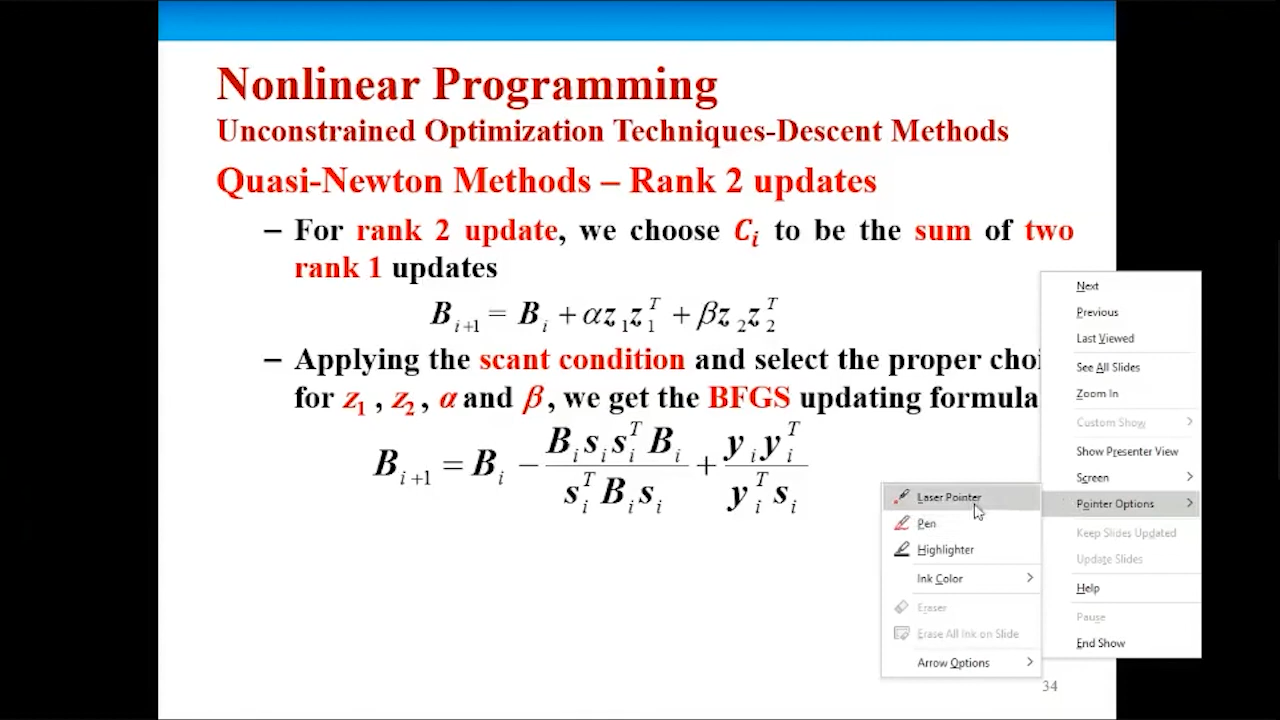 Nonlinear Programming
Unconstrained Optimization Techniques-Descent Methods
Quasi-Newton Methods – Rank 2 updates
– For rank 2 update, we choose C_i to be the sum of two
rank 1 updates
B_{i+1} = B_i + αz_1z_1^T + βz_2z_2^T
– Applying the scant condition and select the proper choi
for z_1 , z_2 , α and β , we get the BFGS updating formula
B_{i+1} = B_i − \frac{B_i s_i s_i^T B_i}{s_i^T B_i s_i} + \frac{y_i y_i^T}{y_i^T s_i}
34
Next
Previous
Last Viewed
See All Slides
Zoom In
Custom Show
Show Presenter View
Screen
Pointer Options
Keep Slides Updated
Update Slides
Help
Pause
End Show
Laser Pointer
Pen
Highlighter
Ink Color
Eraser
Erase All Ink on Slide
Arrow Options